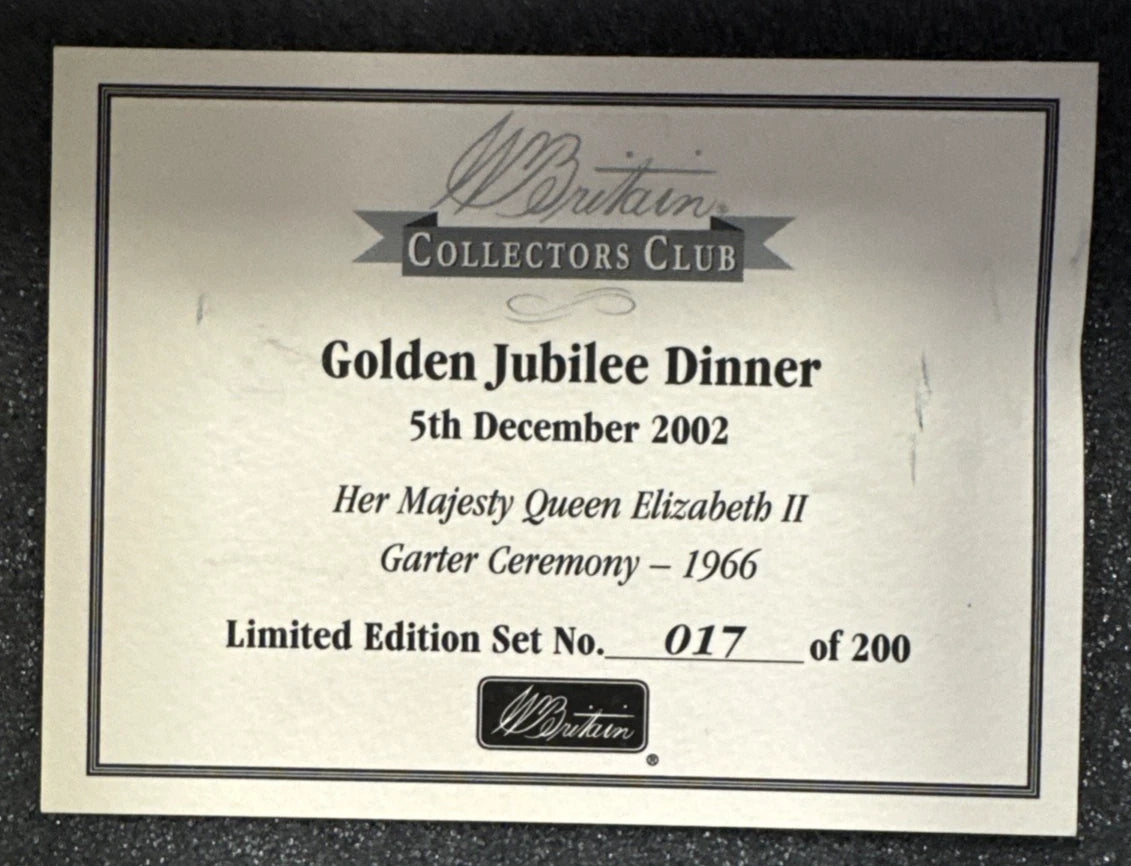 W Britain
COLLECTORS CLUB
Golden Jubilee Dinner
5th December 2002
Her Majesty Queen Elizabeth II
Garter Ceremony – 1966
Limited Edition Set No. 017 of 200
W Britain
®